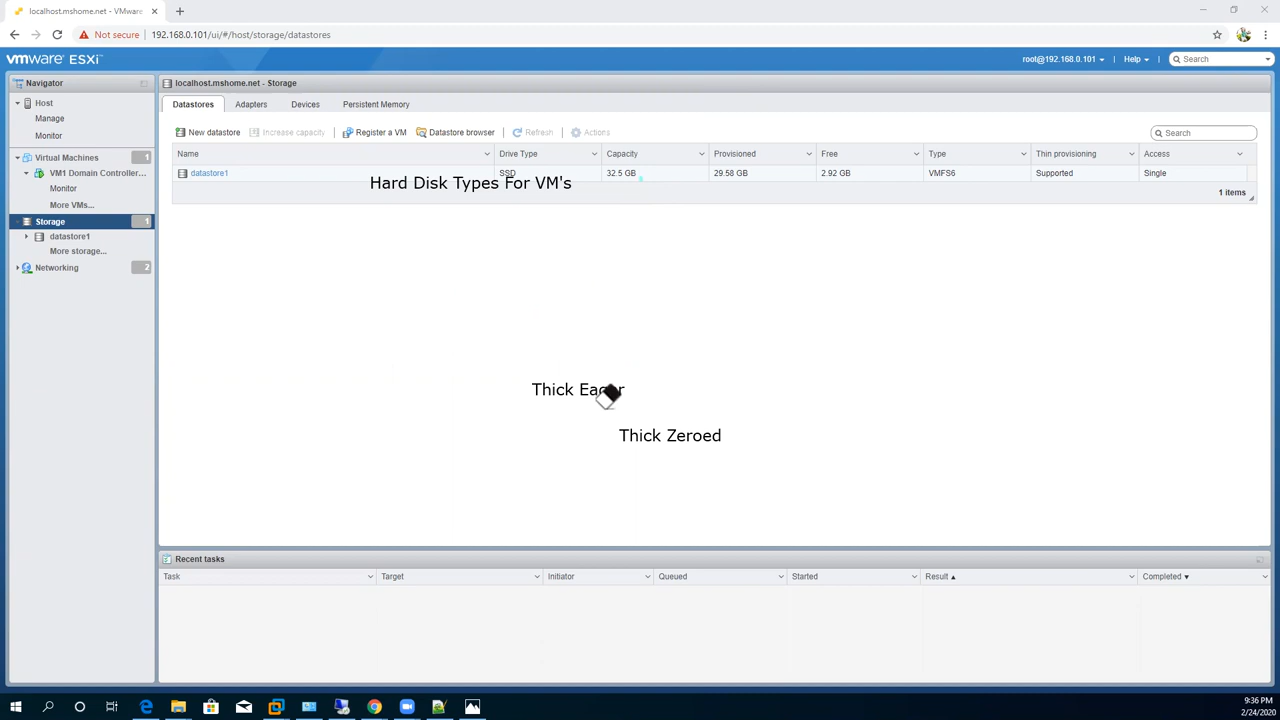 localhost.mshome.net - VMware
Not secure 192.168.0.101/ui/#/host/storage/datastores
vmware ESXi
root@192.168.0.101 Help Search
Navigator
Host
Manage
Monitor
Virtual Machines 1
VM1 Domain Controller...
Monitor
More VMs...
Storage 1
datastore1
More storage...
Networking 2
localhost.mshome.net - Storage
Datastores Adapters Devices Persistent Memory
New datastore Increase capacity Register a VM Datastore browser Refresh Actions Search
Name Drive Type Capacity Provisioned Free Type Thin provisioning Access
datastore1 SSD 32.5 GB 29.58 GB 2.92 GB VMFS6 Supported Single
Hard Disk Types For VM's
1 items
Thick Eager
Thick Zeroed
Recent tasks
Task Target Initiator Queued Started Result Completed
9:36 PM
2/24/2020